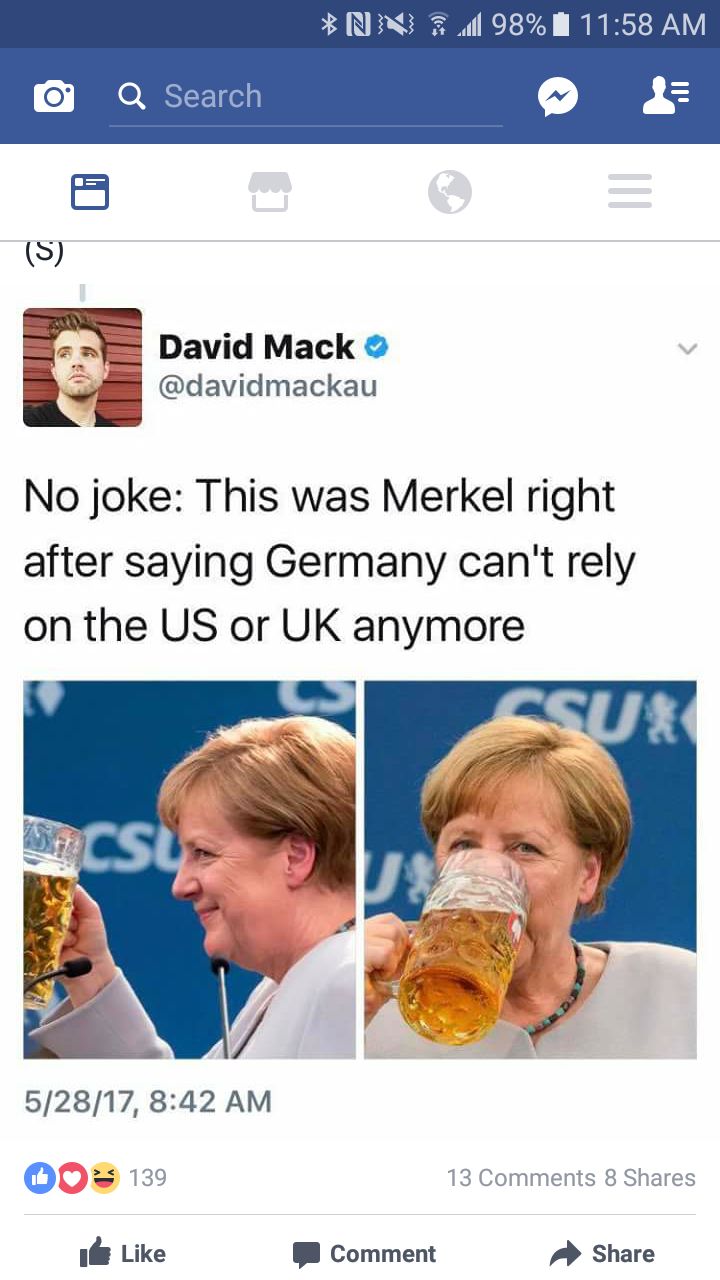 98% 11:58 AM
Search
(S)
David Mack
@davidmackau
No joke: This was Merkel right
after saying Germany can't rely
on the US or UK anymore
CS
CSU
CSU
U
5/28/17, 8:42 AM
139 13 Comments 8 Shares
Like Comment Share